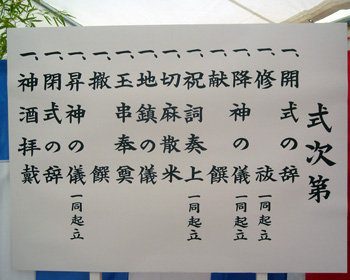 式次第
一、開式の辞
一、修祓 一同起立
一、降神の儀 一同起立
一、献饌
一、祝詞奏上 一同起立
一、切麻散米
一、地鎮の儀
一、玉串奉奠
一、撤饌
一、昇神の儀 一同起立
一、閉式の辞
一、神酒拝戴